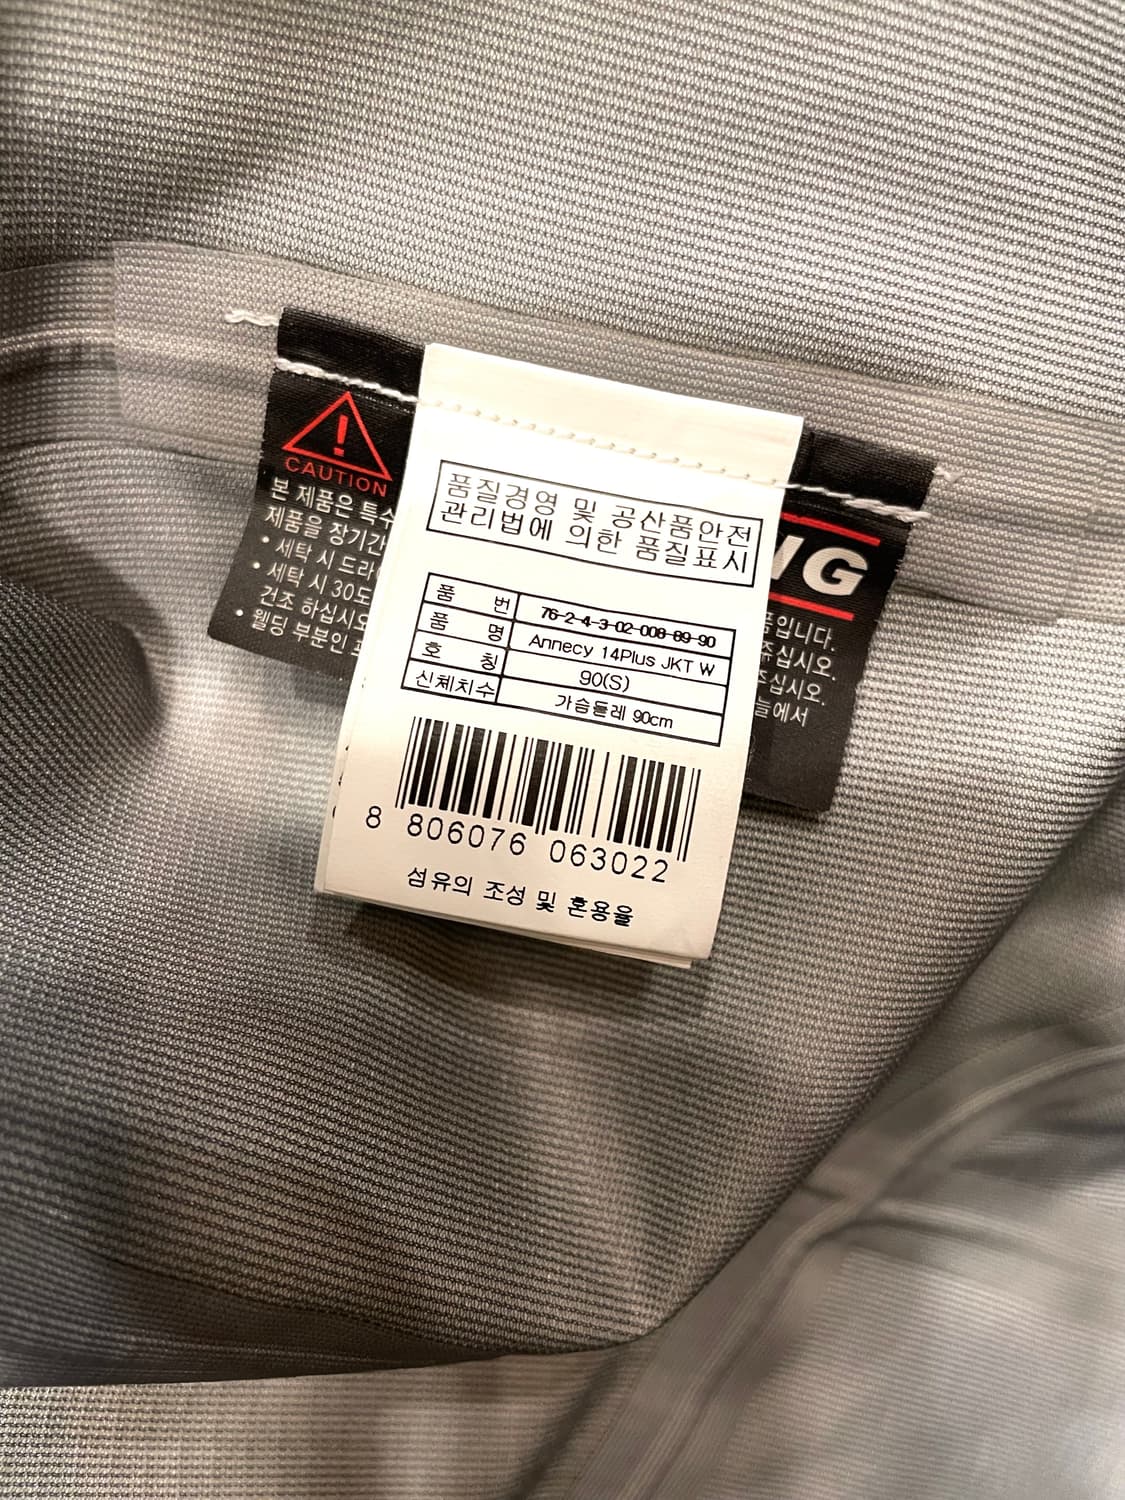 CAUTION
본 제품은 특수
제품을 장기간
• 세탁 시 드라이
• 세탁 시 30도
건조 하십시오
• 웰딩 부분인
NG
품입니다.
주십시오.
주십시오.
늘에서
품질경영 및 공산품안전
관리법에 의한 품질표시
품 번 76-2-4-3-02-008-89-90
품 명 Annecy 14Plus JKT W
호 칭 90(S)
신체치수 가슴둘레 90cm
8 806076 063022
섬유의 조성 및 혼용율